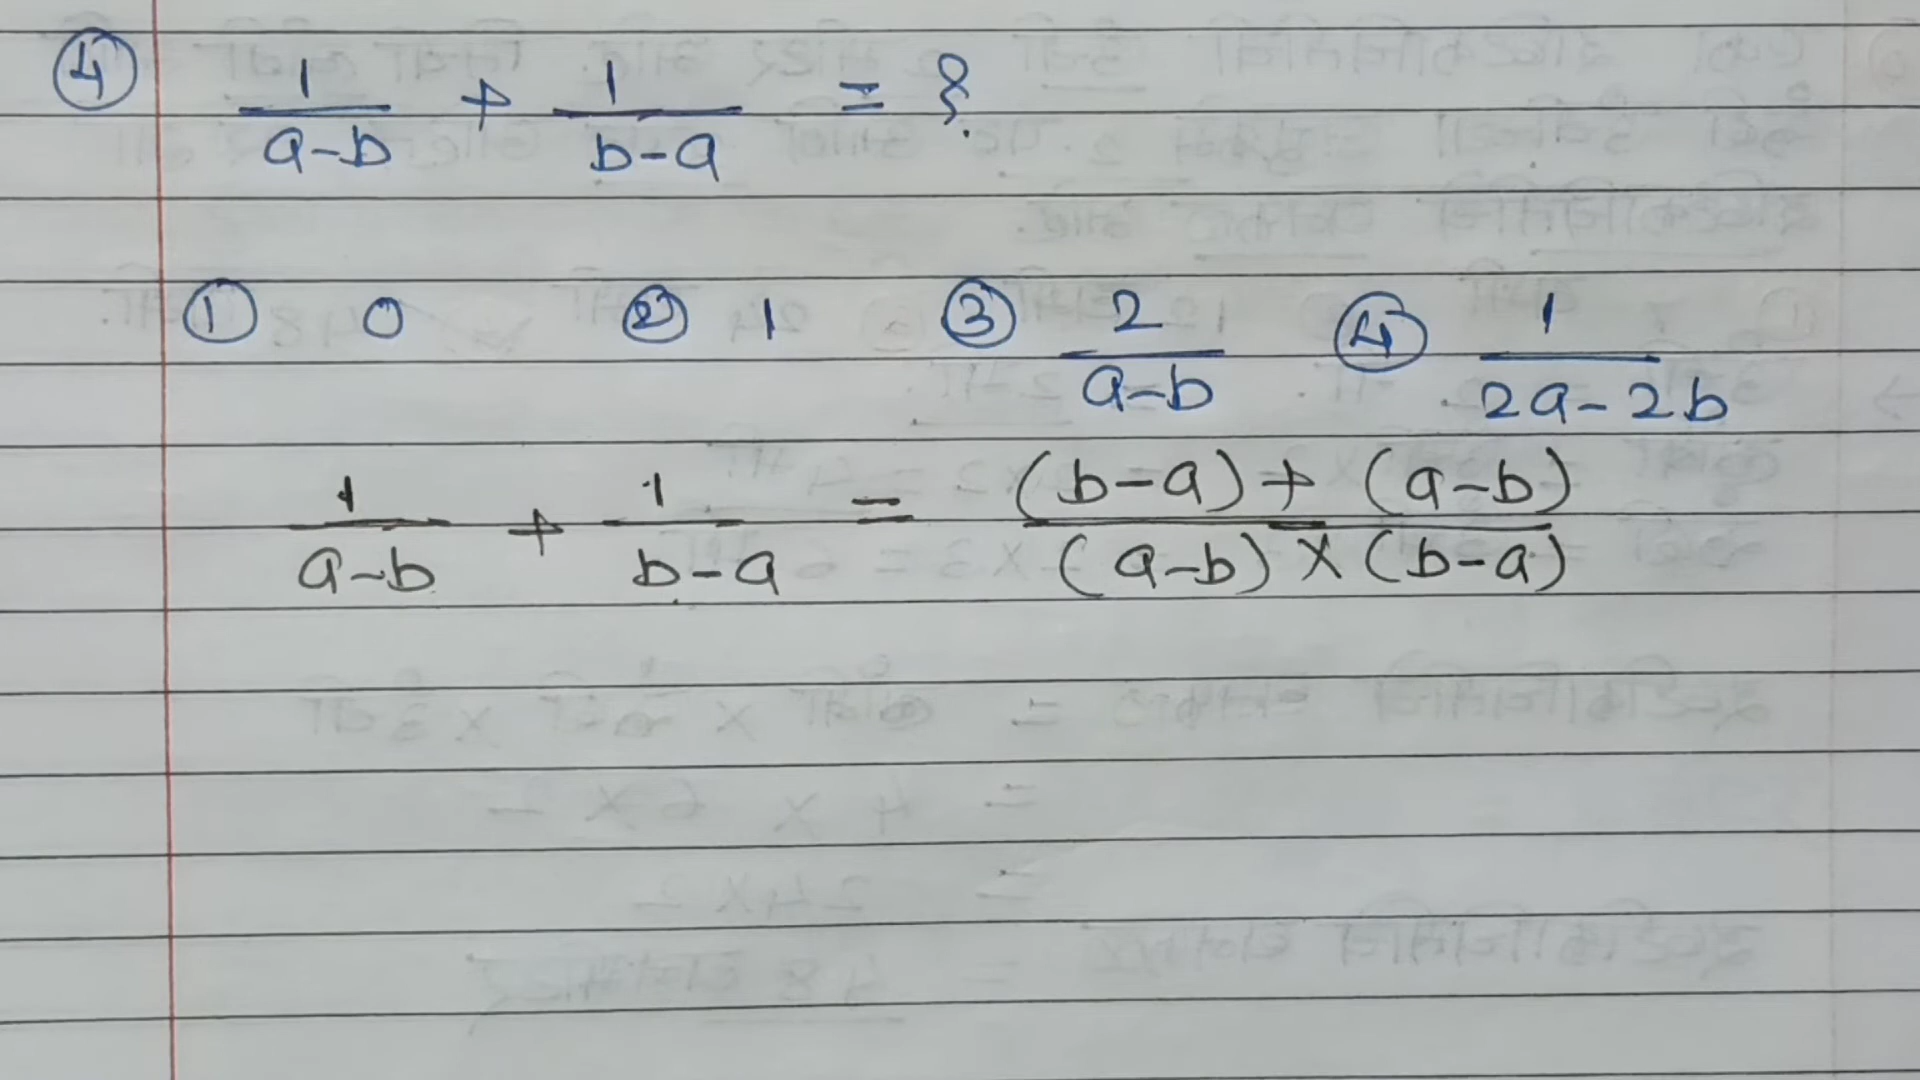 ④ 1/(a-b) + 1/(b-a) = ?
① 0 ② 1 ③ 2/(a-b) ④ 1/(2a-2b)
1/(a-b) + 1/(b-a) = ((b-a)+(a-b))/((a-b)×(b-a))